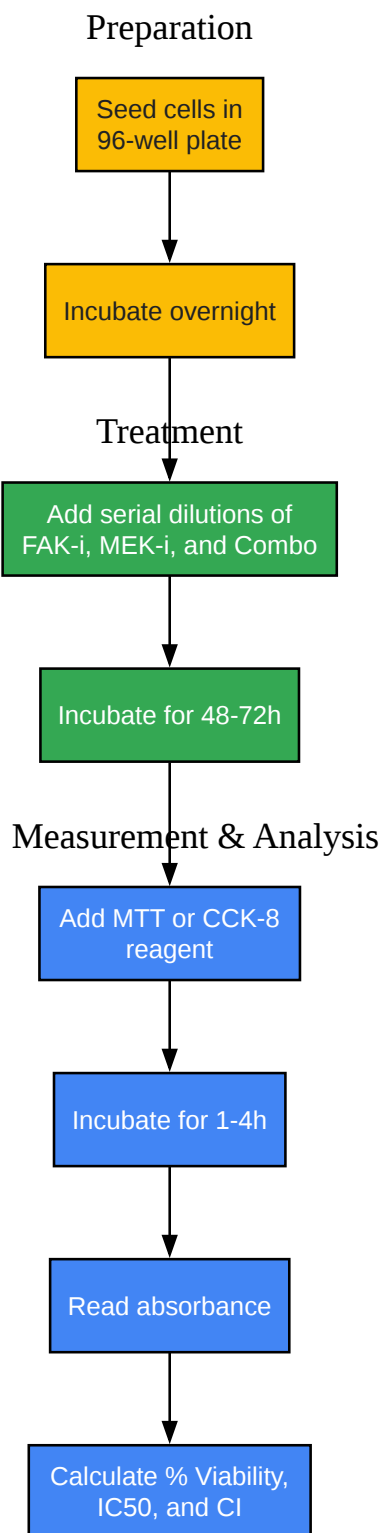 Preparation
Seed cells in
96-well plate
Incubate overnight
Treatment
Add serial dilutions of
FAK-i, MEK-i, and Combo
Incubate for 48-72h
Measurement & Analysis
Add MTT or CCK-8
reagent
Incubate for 1-4h
Read absorbance
Calculate % Viability,
IC50, and CI